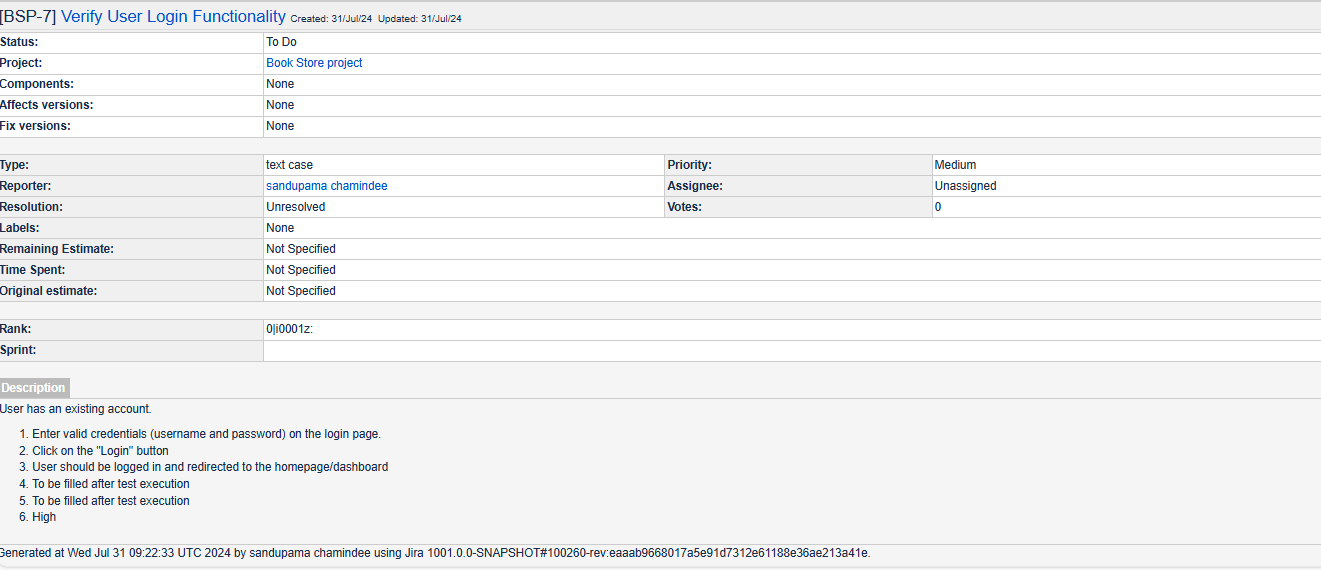 [BSP-7] Verify User Login Functionality Created: 31/Jul/24 Updated: 31/Jul/24
Status: To Do
Project: Book Store project
Components: None
Affects versions: None
Fix versions: None
Type: text case Priority: Medium
Reporter: sandupama chamindee Assignee: Unassigned
Resolution: Unresolved Votes: 0
Labels: None
Remaining Estimate: Not Specified
Time Spent: Not Specified
Original estimate: Not Specified
Rank: 0|i0001z:
Sprint:
Description
User has an existing account.
1. Enter valid credentials (username and password) on the login page.
2. Click on the "Login" button
3. User should be logged in and redirected to the homepage/dashboard
4. To be filled after test execution
5. To be filled after test execution
6. High
Generated at Wed Jul 31 09:22:33 UTC 2024 by sandupama chamindee using Jira 1001.0.0-SNAPSHOT#100260-rev:eaaab9668017a5e91d7312e61188e36ae213a41e.